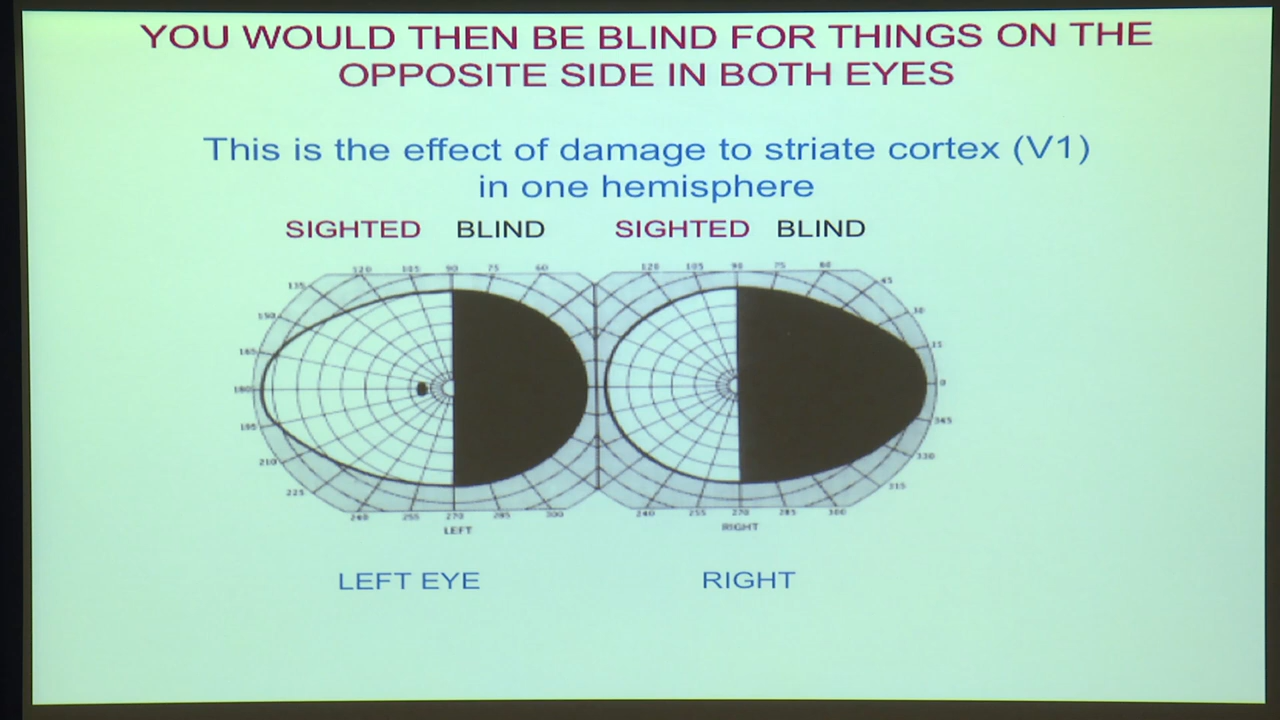 YOU WOULD THEN BE BLIND FOR THINGS ON THE
OPPOSITE SIDE IN BOTH EYES
This is the effect of damage to striate cortex (V1)
in one hemisphere
SIGHTED BLIND SIGHTED BLIND
120 105 90 75 60 120 105 90 75 60
135 45
150 30
165 15
180 0
195 345
210 330
225 315
240 255 270 285 300 240 255 270 285 300
LEFT RIGHT
LEFT EYE RIGHT